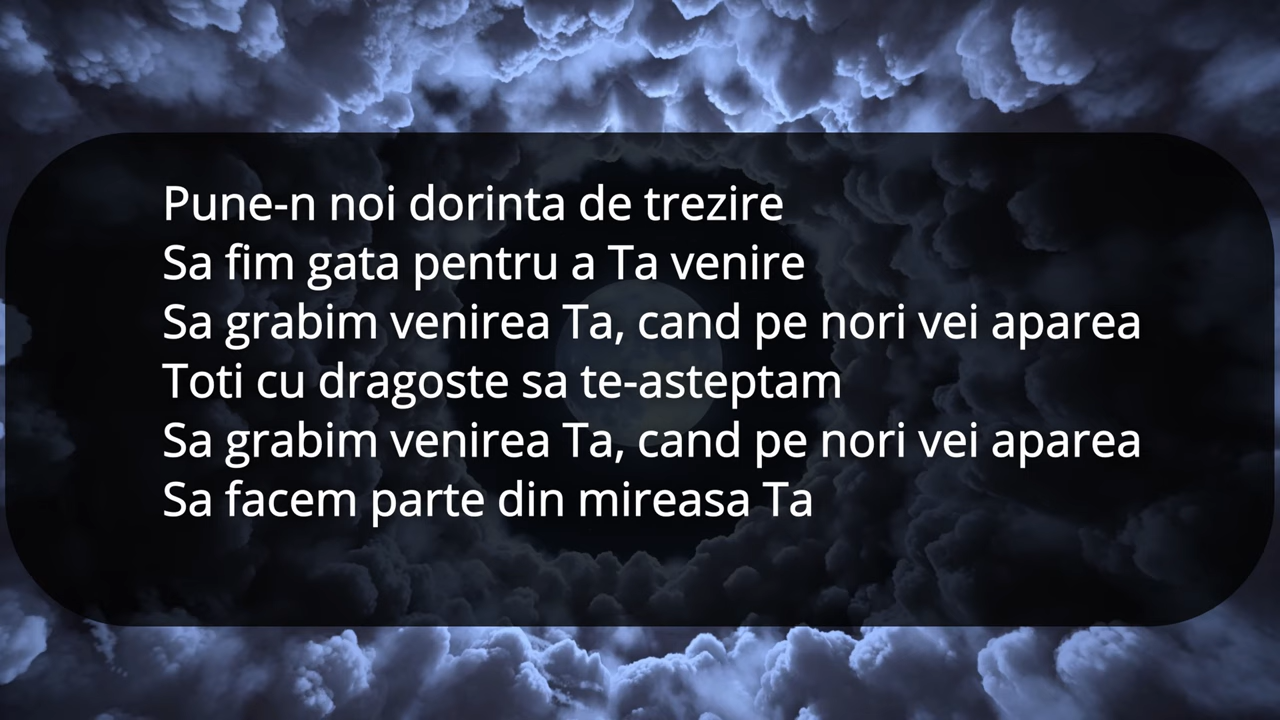 Pune-n noi dorinta de trezire
Sa fim gata pentru a Ta venire
Sa grabim venirea Ta, cand pe nori vei aparea
Toti cu dragoste sa te-asteptam
Sa grabim venirea Ta, cand pe nori vei aparea
Sa facem parte din mireasa Ta